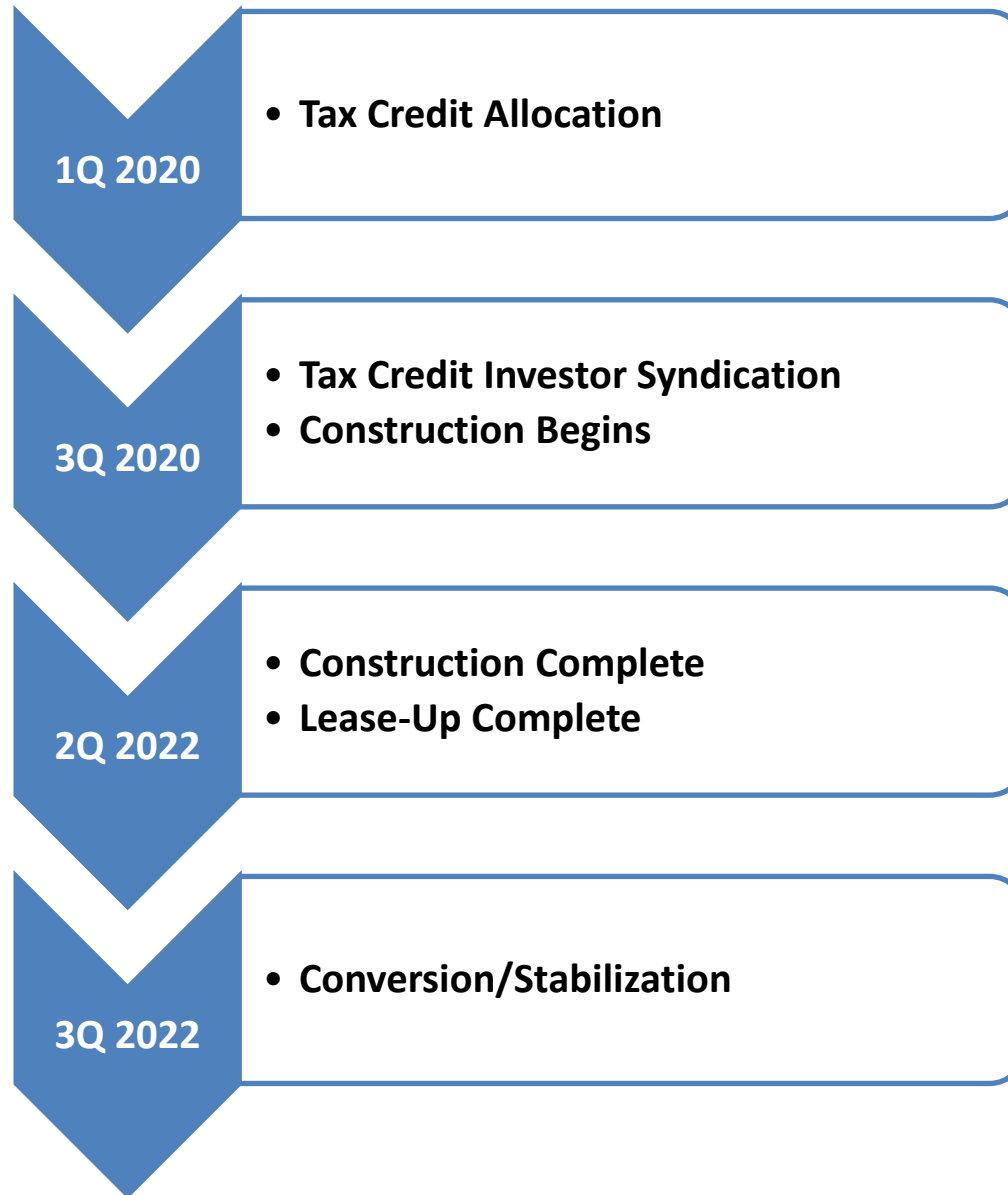 1Q 2020
• Tax Credit Allocation
3Q 2020
• Tax Credit Investor Syndication
• Construction Begins
2Q 2022
• Construction Complete
• Lease-Up Complete
3Q 2022
• Conversion/Stabilization